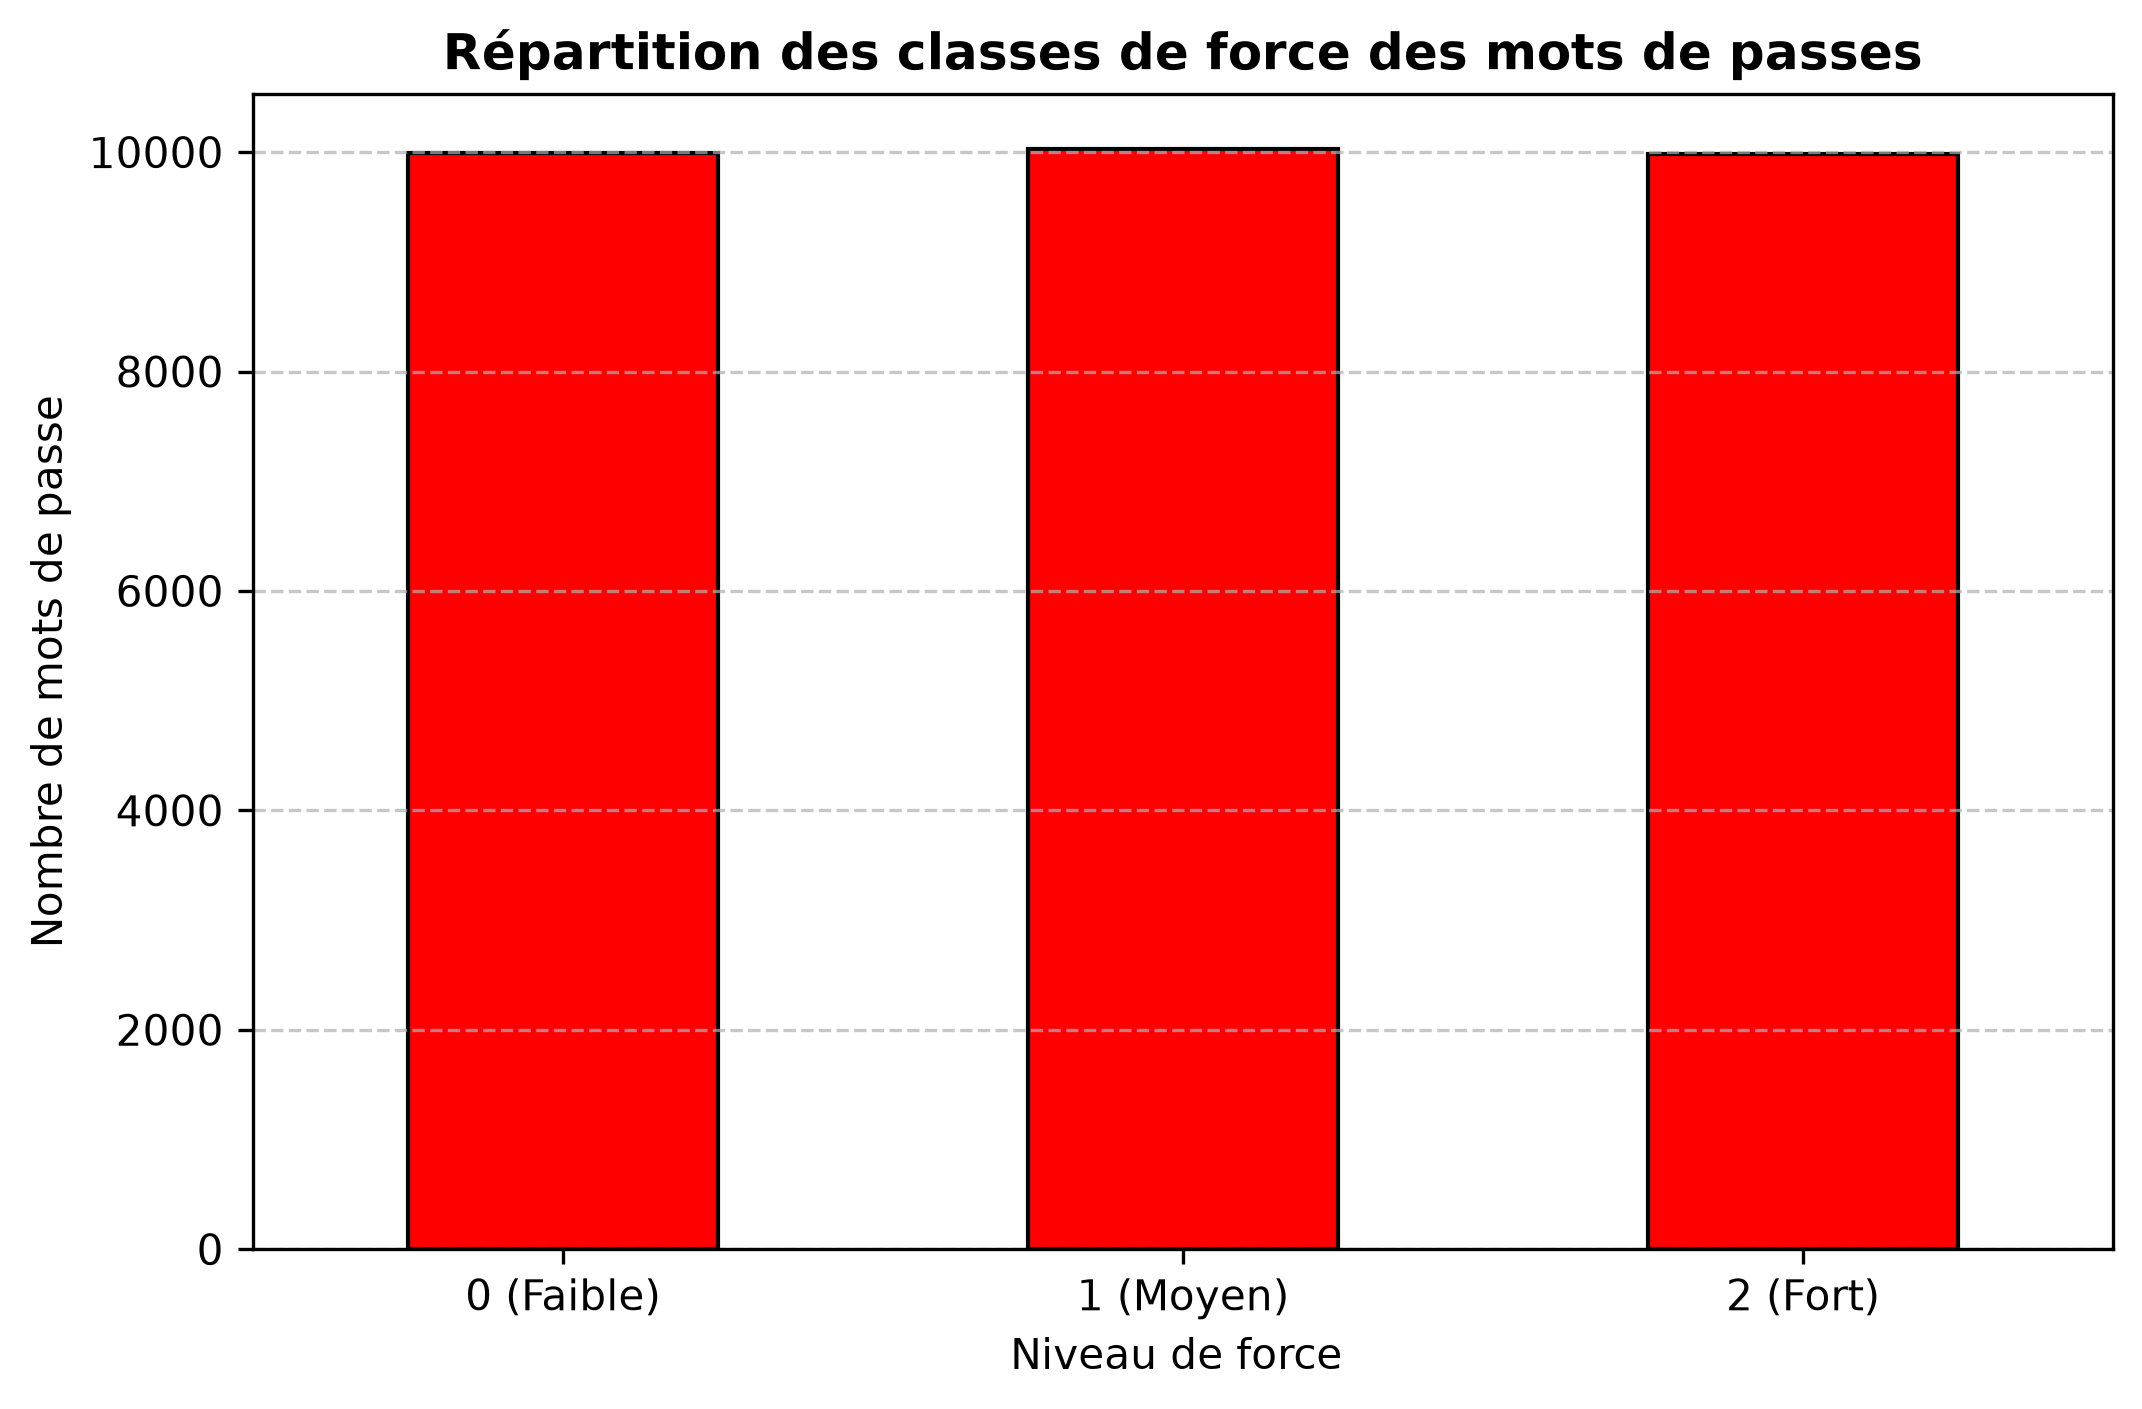 Répartition des classes de force des mots de passes
Nombre de mots de passe
10000
8000
6000
4000
2000
0
0 (Faible)
1 (Moyen)
2 (Fort)
Niveau de force